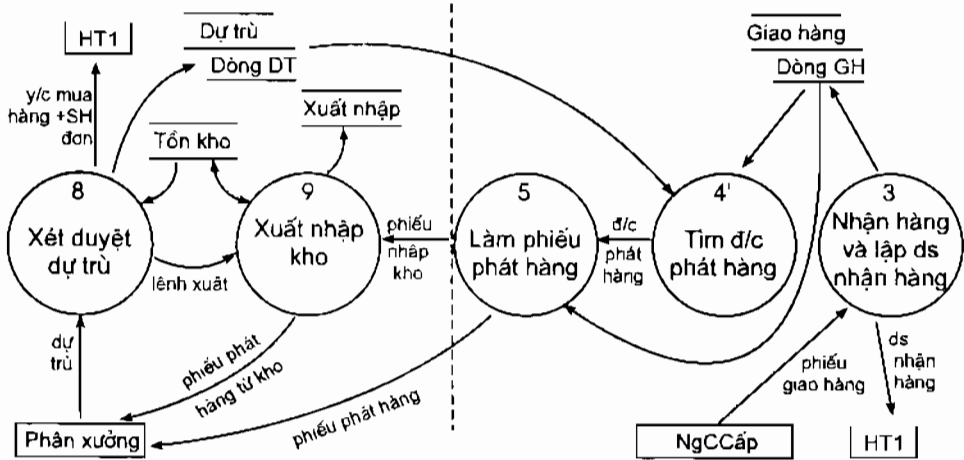 HT1
y/c mua
hàng +SH
đơn
Dự trù
Dòng DT
Xuất nhập
Tồn kho
8
Xét duyệt
dự trù
lệnh xuất
9
Xuất nhập
kho
phiếu
nhập
kho
5
Làm phiếu
phát hàng
đ/c
phát
hàng
4'
Tìm đ/c
phát hàng
Giao hàng
Dòng GH
3
Nhận hàng
và lập ds
nhận hàng
dự
trù
phiếu phát
hàng từ kho
phiếu phát hàng
Phân xưởng
phiếu
giao hàng
ds
nhận
hàng
NgCCấp
HT1